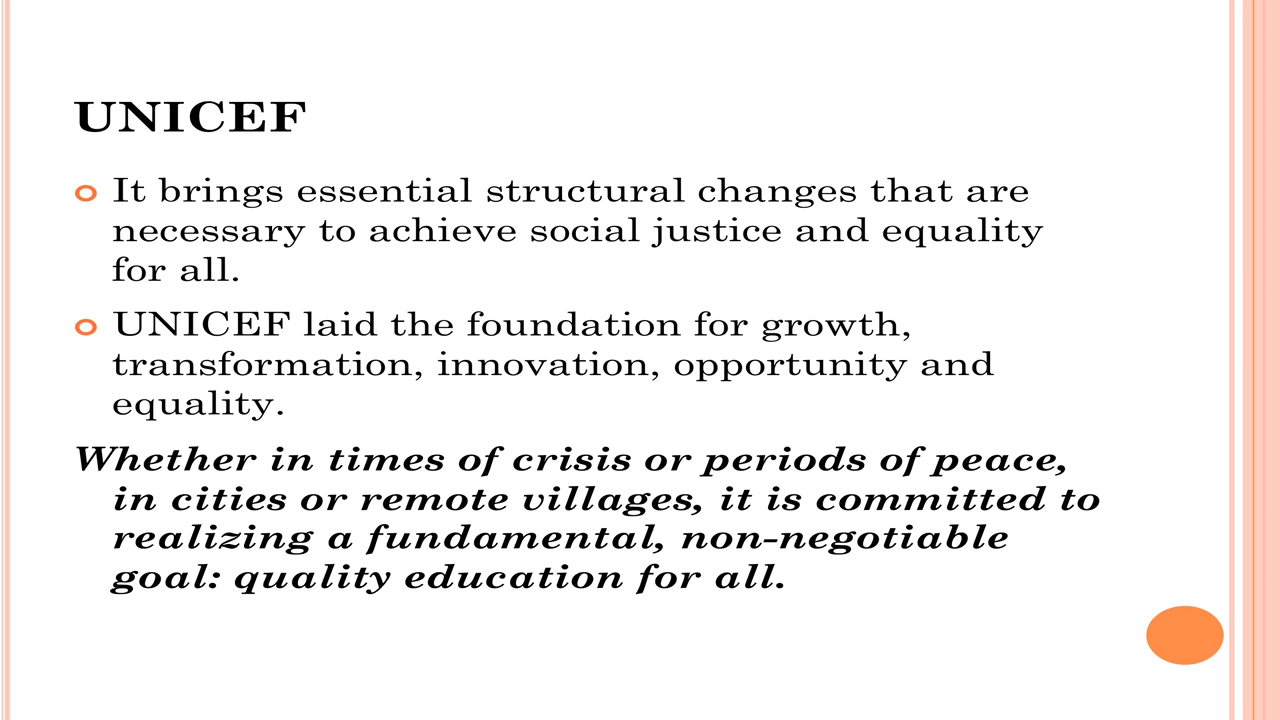 UNICEF
It brings essential structural changes that are
necessary to achieve social justice and equality
for all.
UNICEF laid the foundation for growth,
transformation, innovation, opportunity and
equality.
Whether in times of crisis or periods of peace,
in cities or remote villages, it is committed to
realizing a fundamental, non-negotiable
goal: quality education for all.